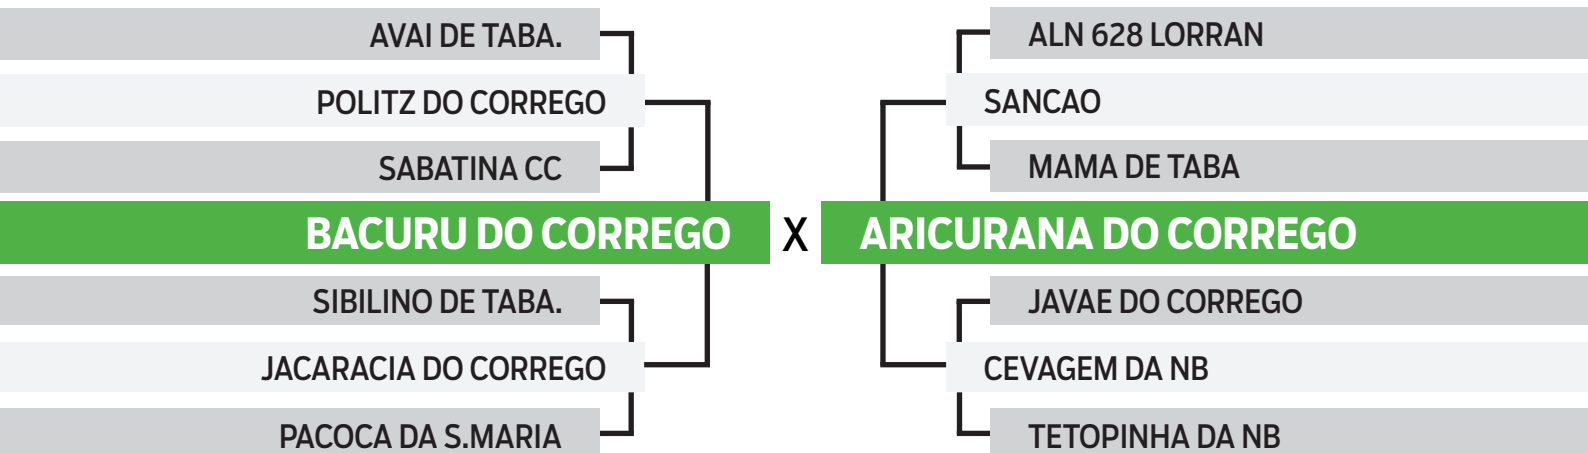 AVAI DE TABA.
POLITZ DO CORREGO
SABATINA CC
BACURU DO CORREGO X ARICURANA DO CORREGO
SIBILINO DE TABA.
JACARACIA DO CORREGO
PACOCA DA S.MARIA
ALN 628 LORRAN
SANCAO
MAMA DE TABA
JAVAE DO CORREGO
CEVAGEM DA NB
TETOPINHA DA NB